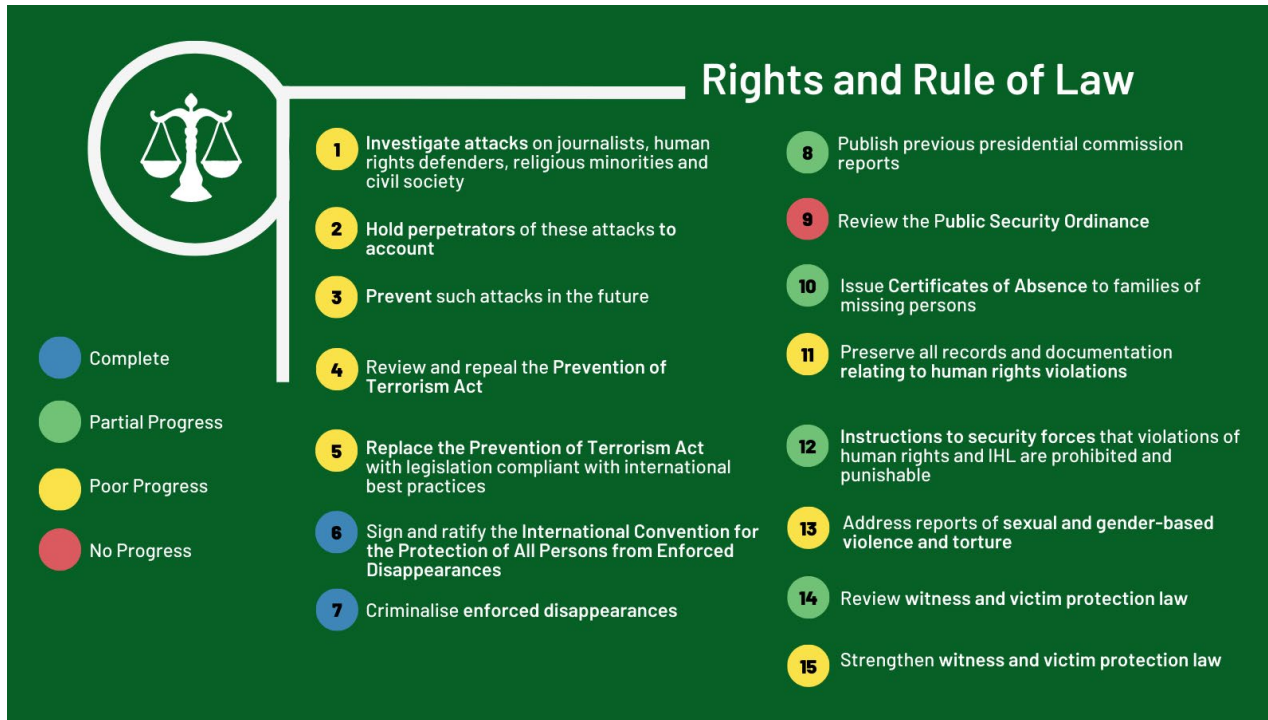 Rights and Rule of Law
1
Investigate attacks on journalists, human
rights defenders, religious minorities and
civil society
2
Hold perpetrators of these attacks to
account
3
Prevent such attacks in the future
4
Review and repeal the Prevention of
Terrorism Act
5
Replace the Prevention of Terrorism Act
with legislation compliant with international
best practices
6
Sign and ratify the International Convention for
the Protection of All Persons from Enforced
Disappearances
7
Criminalise enforced disappearances
8
Publish previous presidential commission
reports
9
Review the Public Security Ordinance
10
Issue Certificates of Absence to families of
missing persons
11
Preserve all records and documentation
relating to human rights violations
12
Instructions to security forces that violations of
human rights and IHL are prohibited and
punishable
13
Address reports of sexual and gender-based
violence and torture
14
Review witness and victim protection law
15
Strengthen witness and victim protection law
Complete
Partial Progress
Poor Progress
No Progress